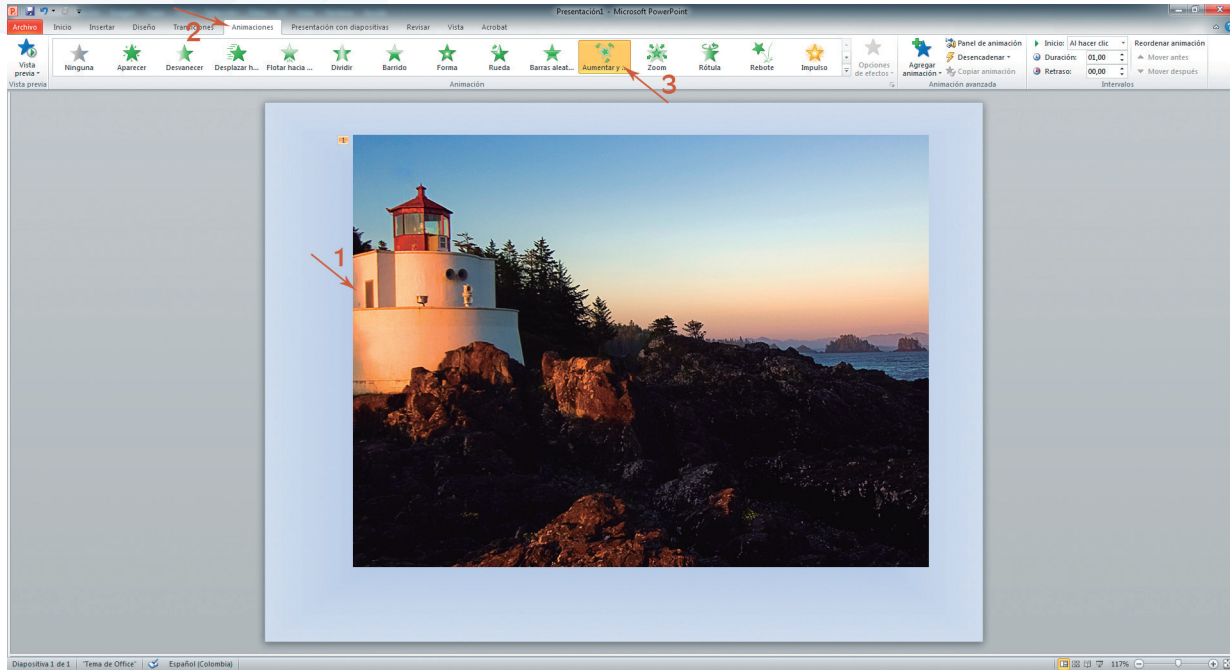 Presentación1 - Microsoft PowerPoint
Archivo Inicio Insertar Diseño Transiciones Animaciones Presentación con diapositivas Revisar Vista Acrobat
2
Vista previa
Ninguna Aparecer Desvanecer Desplazar h... Flotar hacia ... Dividir Barrido Forma Rueda Barras aleat... Aumentar y ... Zoom Rótula Rebote Impulso
Opciones de efectos
Agregar animación
Panel de animación
Desencadenar
Copiar animación
Inicio: Al hacer clic
Duración: 01,00
Retraso: 00,00
Reordenar animación
Mover antes
Mover después
Vista previa Animación Animación avanzada Intervalos
3
1
1
Diapositiva 1 de 1 "Tema de Office" Español (Colombia) 117%